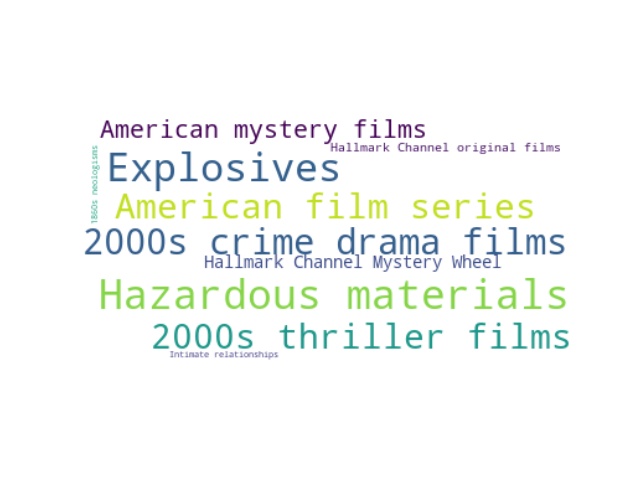 American mystery films
Hallmark Channel original films
1860s neologisms
Explosives
American film series
2000s crime drama films
Hallmark Channel Mystery Wheel
Hazardous materials
2000s thriller films
Intimate relationships